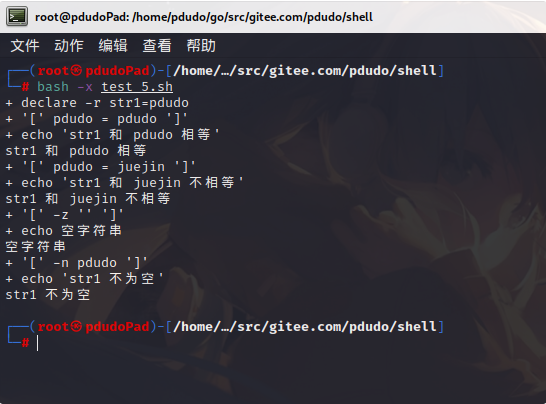 root@pdudoPad: /home/pdudo/go/src/gitee.com/pdudo/shell
文件 动作 编辑 查看 帮助
┌──(root㉿pdudoPad)-[/home/…/src/gitee.com/pdudo/shell]
└─# bash -x test_5.sh
+ declare -r str1=pdudo
+ '[' pdudo = pdudo ']'
+ echo 'str1 和 pdudo 相等'
str1 和 pdudo 相等
+ '[' pdudo = juejin ']'
+ echo 'str1 和 juejin 不相等'
str1 和 juejin 不相等
+ '[' -z '' ']'
+ echo 空字符串
空字符串
+ '[' -n pdudo ']'
+ echo 'str1 不为空'
str1 不为空
┌──(root㉿pdudoPad)-[/home/…/src/gitee.com/pdudo/shell]
└─#